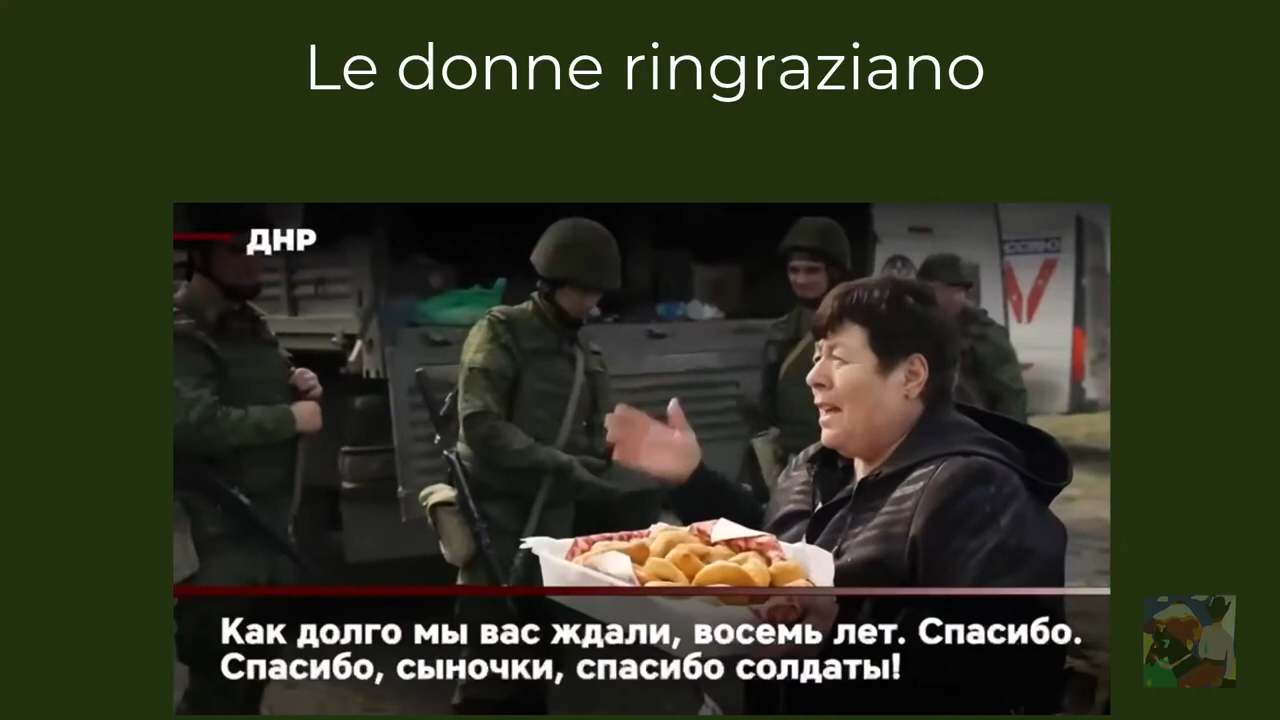 Le donne ringraziano
ДНР
Как долго мы вас ждали, восемь лет. Спасибо.
Спасибо, сыночки, спасибо солдаты!